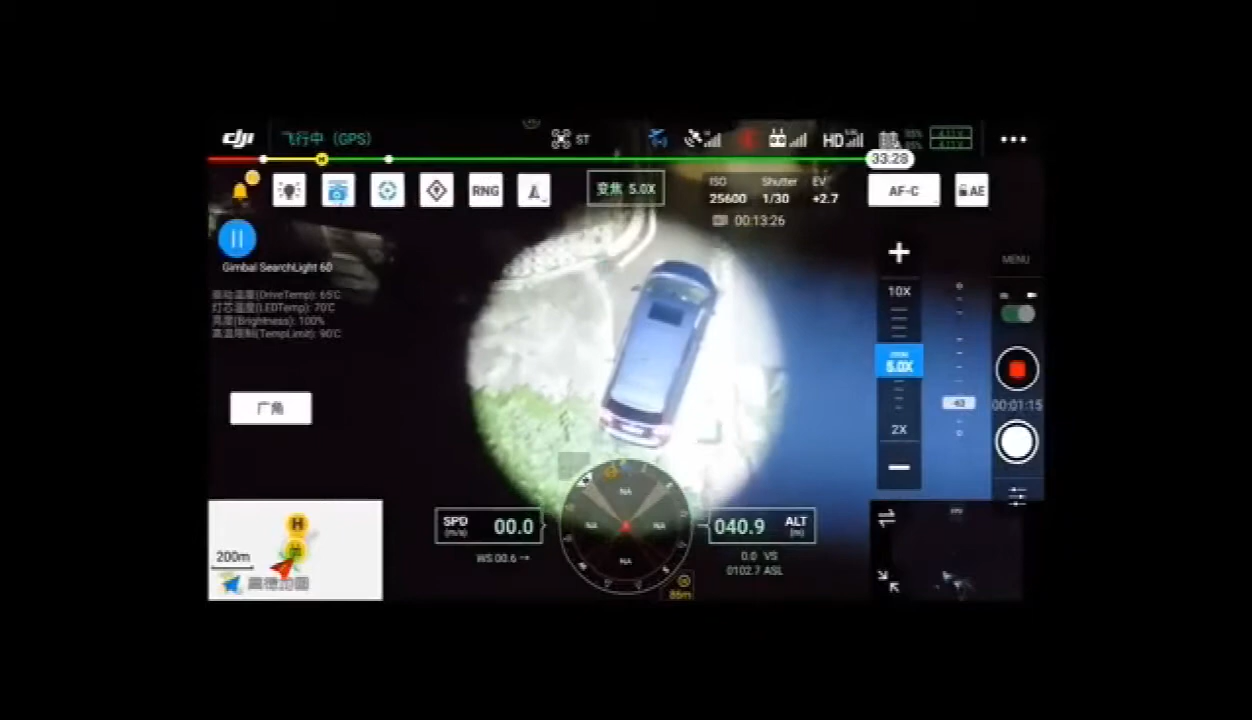 dji 飞行中 (GPS) ST HD
33:28
RNG 变焦 5.0X ISO 25600 Shutter 1/30 EV +2.7 AF-C AE
00:13:26
Gimbal SearchLight 60
MENU
驱动温度(DriveTemp): 65℃
灯芯温度(LEDTemp): 70℃
亮度(Brightness): 100%
高温限制(TempLimit): 90℃
10X
ZOOM
5.0X
2X
广角
00:01:15
NA
NA NA
NA
SPD (m/s) 00.0
WS 00.6
040.9 ALT (m)
0.0 VS
0102.7 ASL
86m
H
200m
高德地图
FPV